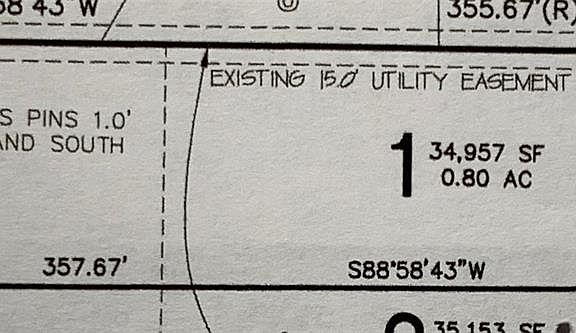 43"W
355.67'(R)
EXISTING 15.0' UTILITY EASEMENT
S PINS 1.0'
AND SOUTH
1 34,957 SF
0.80 AC
357.67'
S88°58'43"W
35,153 SF